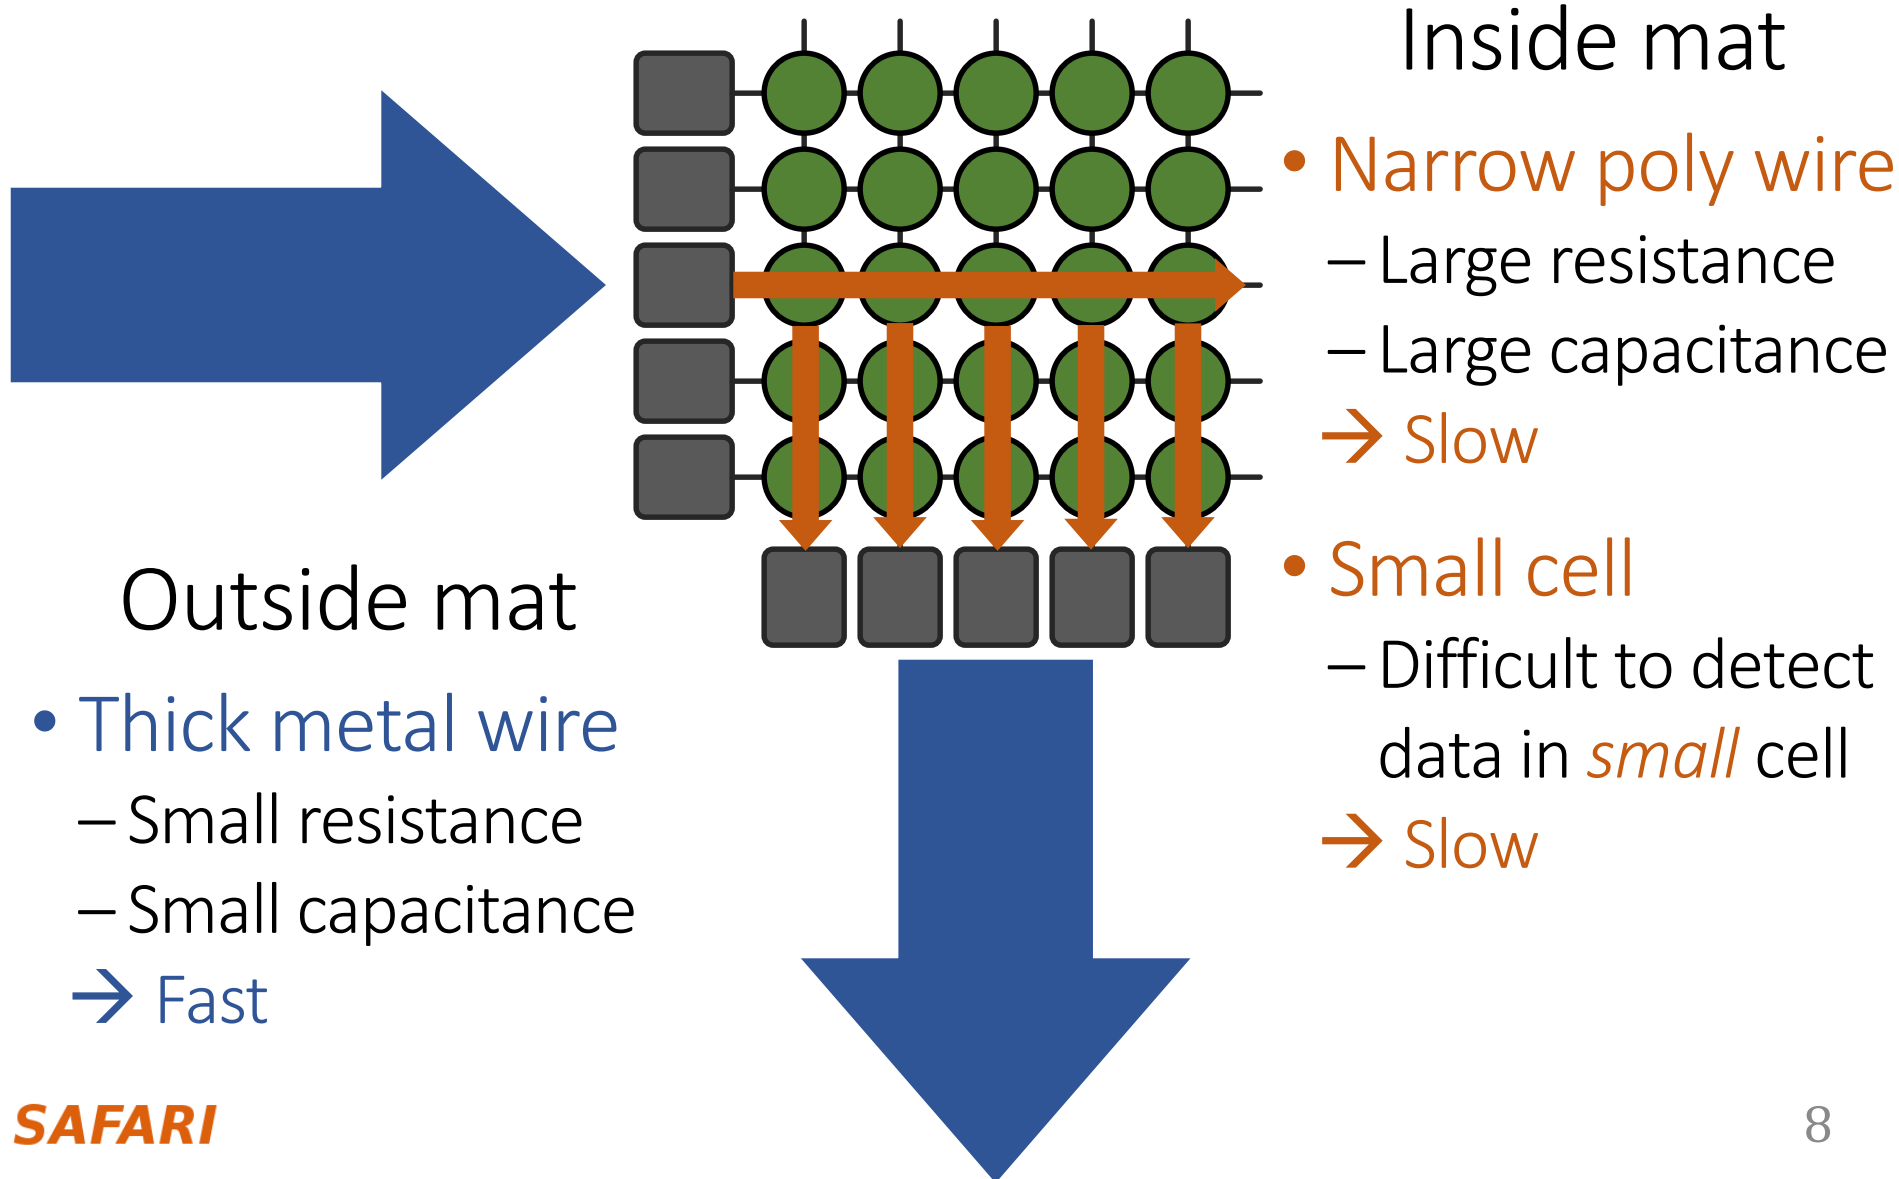 Inside mat
• Narrow poly wire
– Large resistance
– Large capacitance
→ Slow
• Small cell
– Difficult to detect
data in small cell
→ Slow
Outside mat
• Thick metal wire
– Small resistance
– Small capacitance
→ Fast
SAFARI
8